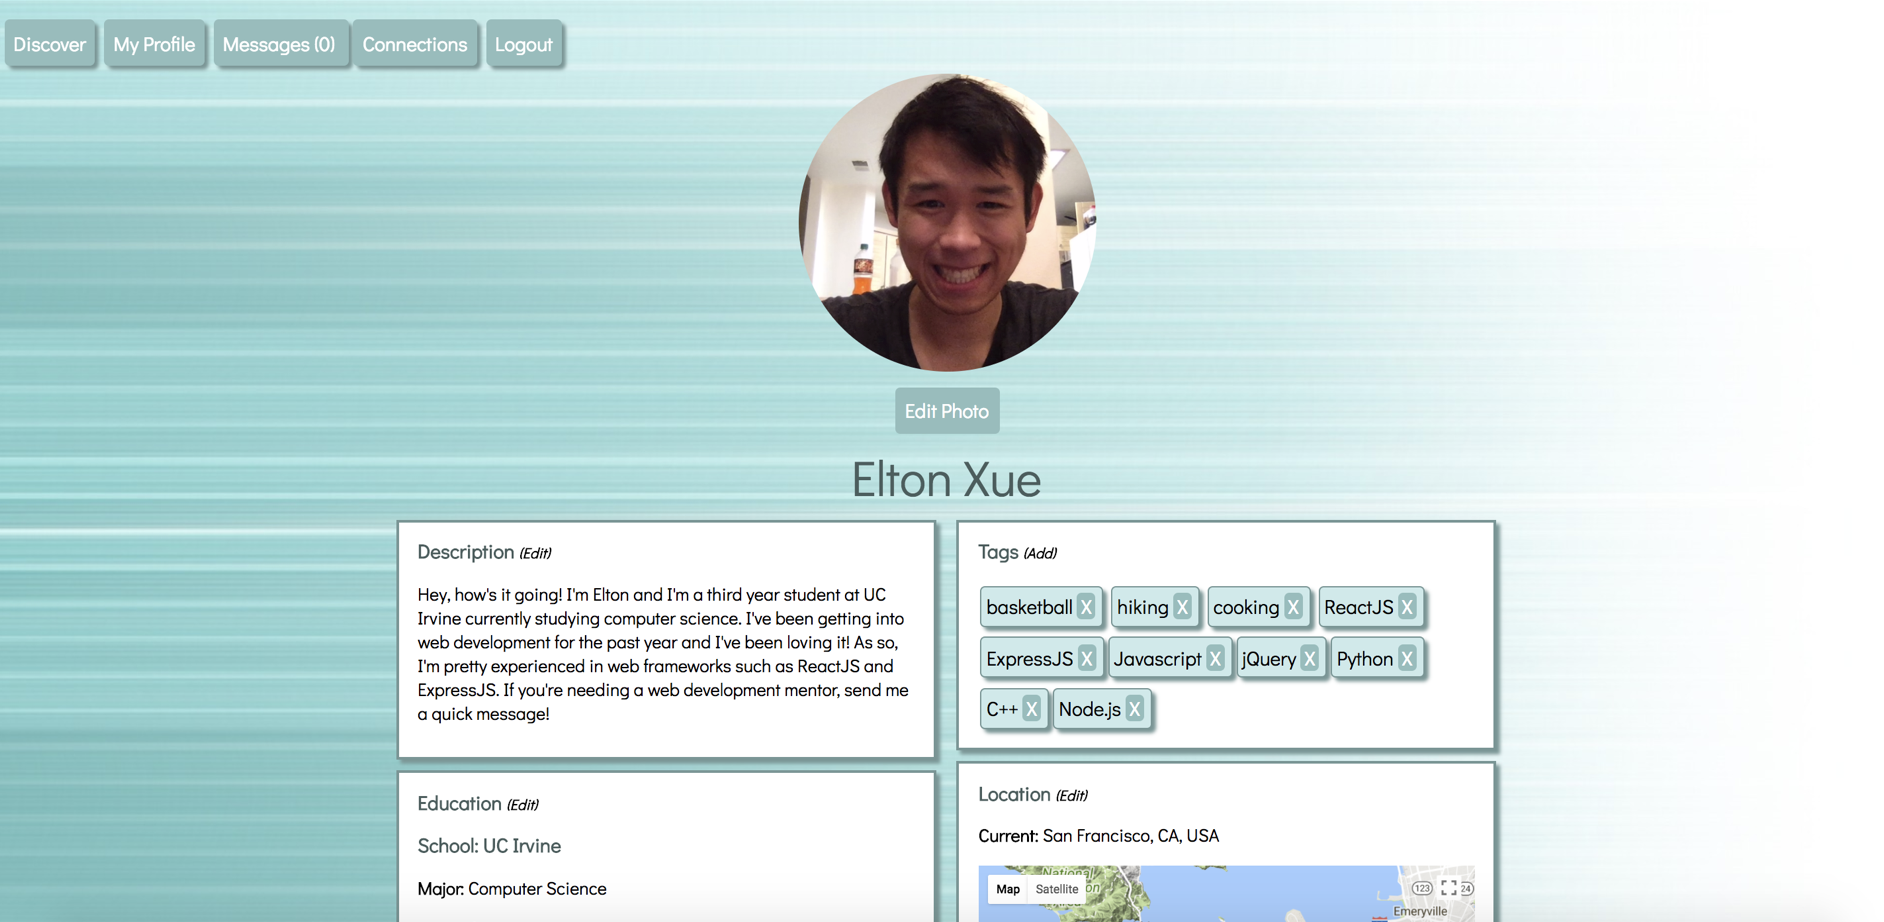 Discover My Profile Messages (0) Connections Logout
Edit Photo
Elton Xue
Description (Edit)
Hey, how's it going! I'm Elton and I'm a third year student at UC
Irvine currently studying computer science. I've been getting into
web development for the past year and I've been loving it! As so,
I'm pretty experienced in web frameworks such as ReactJS and
ExpressJS. If you're needing a web development mentor, send me
a quick message!
Education (Edit)
School: UC Irvine
Major: Computer Science
Tags (Add)
basketball X hiking X cooking X ReactJS X
ExpressJS X Javascript X jQuery X Python X
C++ X Node.js X
Location (Edit)
Current: San Francisco, CA, USA
National
Map Satellite
123 24
Emeryville